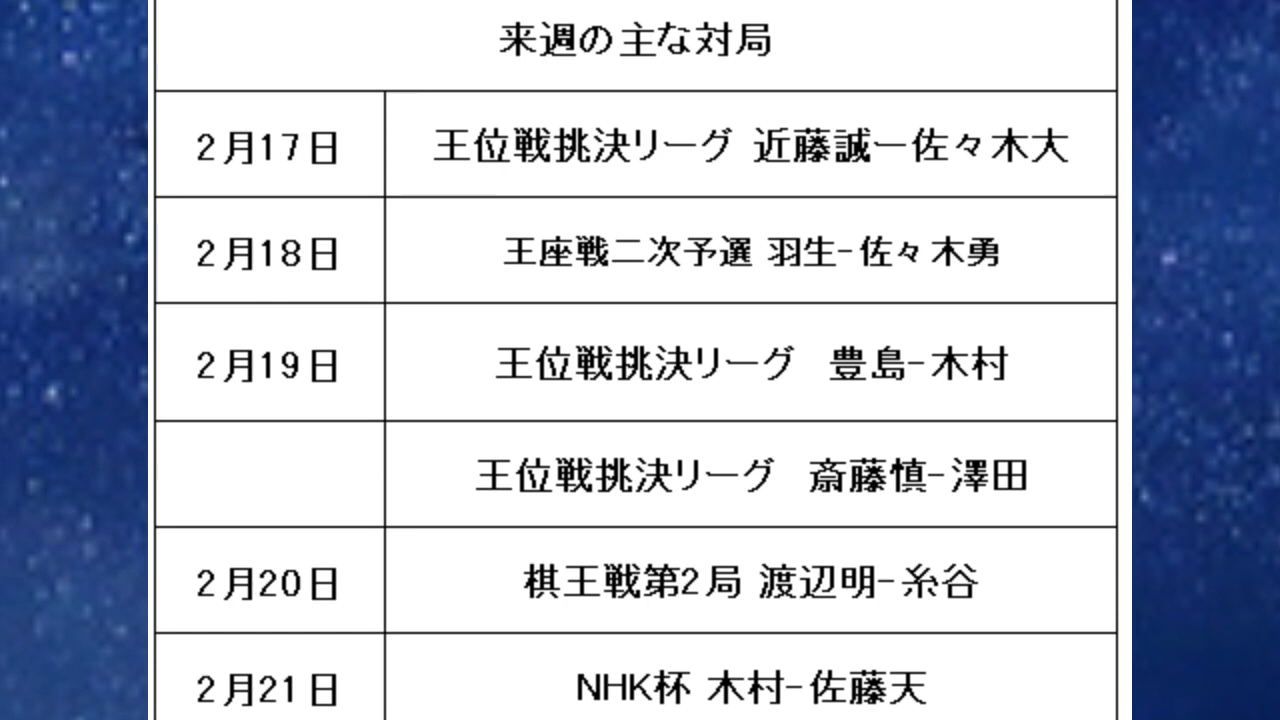 来週の主な対局
2月17日 王位戦挑決リーグ 近藤誠ー佐々木大
2月18日 王座戦二次予選 羽生-佐々木勇
2月19日 王位戦挑決リーグ 豊島-木村
王位戦挑決リーグ 斎藤慎-澤田
2月20日 棋王戦第2局 渡辺明-糸谷
2月21日 NHK杯 木村-佐藤天